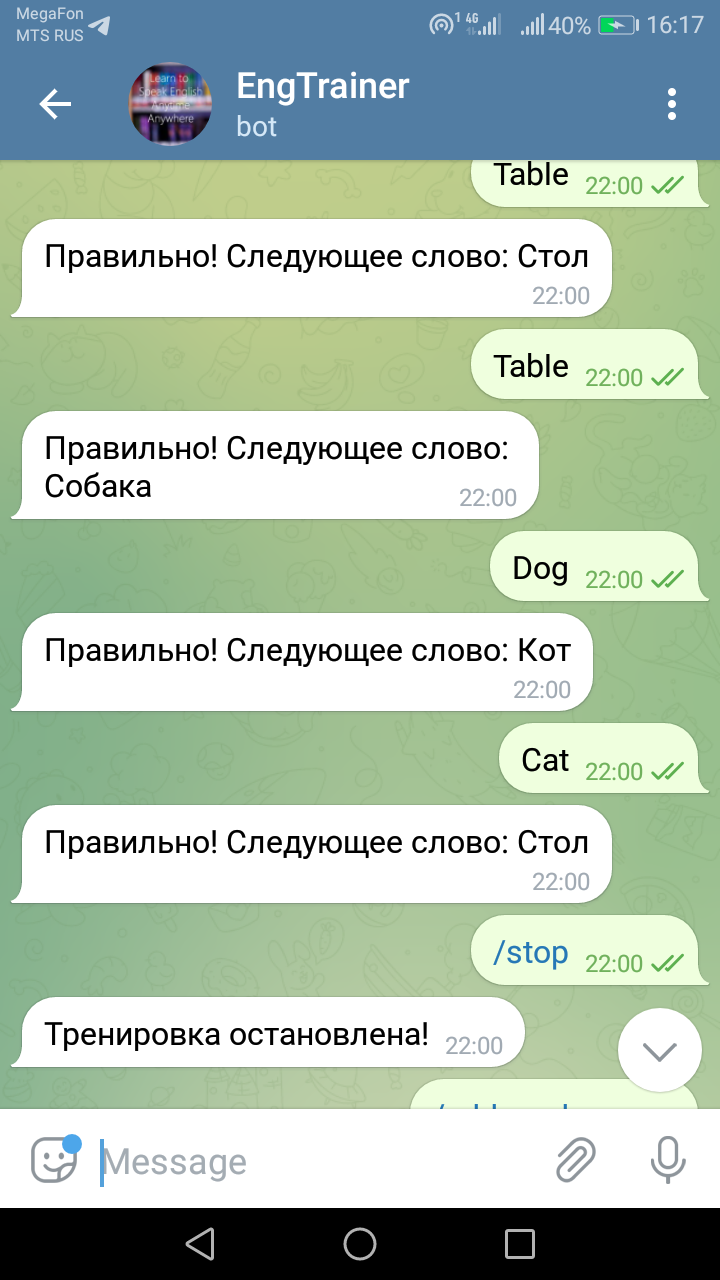 MegaFon
MTS RUS
1 4G 40% 16:17
Learn to
Speak English
Anytime
Anywhere
EngTrainer
bot
Table 22:00
Правильно! Следующее слово: Стол
22:00
Table 22:00
Правильно! Следующее слово:
Собака 22:00
Dog 22:00
Правильно! Следующее слово: Кот
22:00
Cat 22:00
Правильно! Следующее слово: Стол
22:00
/stop 22:00
Тренировка остановлена! 22:00
Message